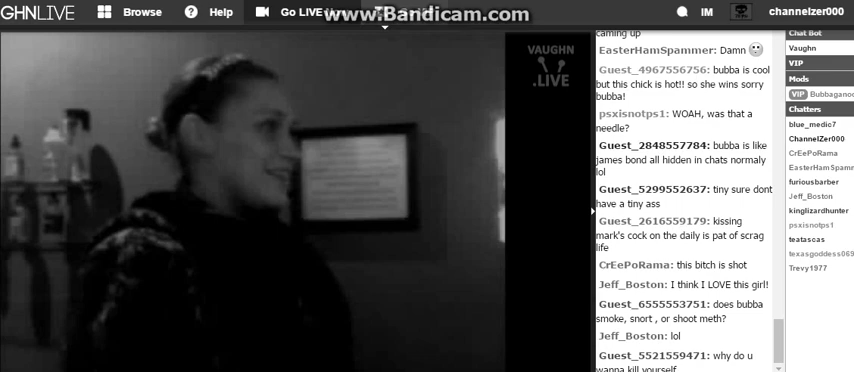 GHNLIVE Browse Help Go LIVE www.Bandicam.com IM channelzer000
VAUGHN
.LIVE
caming up
EasterHamSpammer: Damn
Guest_4967556756: bubba is cool
but this chick is hot!! so she wins sorry
bubba!
psxisnotps1: WOAH, was that a
needle?
Guest_2848557784: bubba is like
james bond all hidden in chats normaly
lol
Guest_5299552637: tiny sure dont
have a tiny ass
Guest_2616559179: kissing
mark's cock on the daily is pat of scrag
life
CrEePoRama: this bitch is shot
Jeff_Boston: I think I LOVE this girl!
Guest_6555553751: does bubba
smoke, snort , or shoot meth?
Jeff_Boston: lol
Guest_5521559471: why do u
wanna kill yourself
Chat Bot
Vaughn
VIP
Mods
VIP Bubbagano
Chatters
blue_medic7
ChannelZer000
CrEePoRama
EasterHamSpamme
furiousbarber
Jeff_Boston
kinglizardhunter
psxisnotps1
teatascas
texasgoddess069
Trevy1977